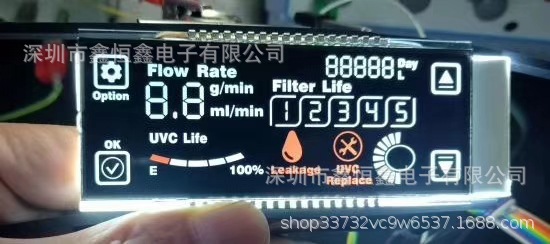 深圳市鑫恒鑫电子有限公司
88888 Day
L
Flow Rate
Option
8.8 g/min
ml/min
Filter Life
1 2 3 4 5
OK
UVC Life
E 100%
Leakage
UVC
Replace
深圳市鑫恒鑫电子有限公司
shop33732vc9w6537.1688.com